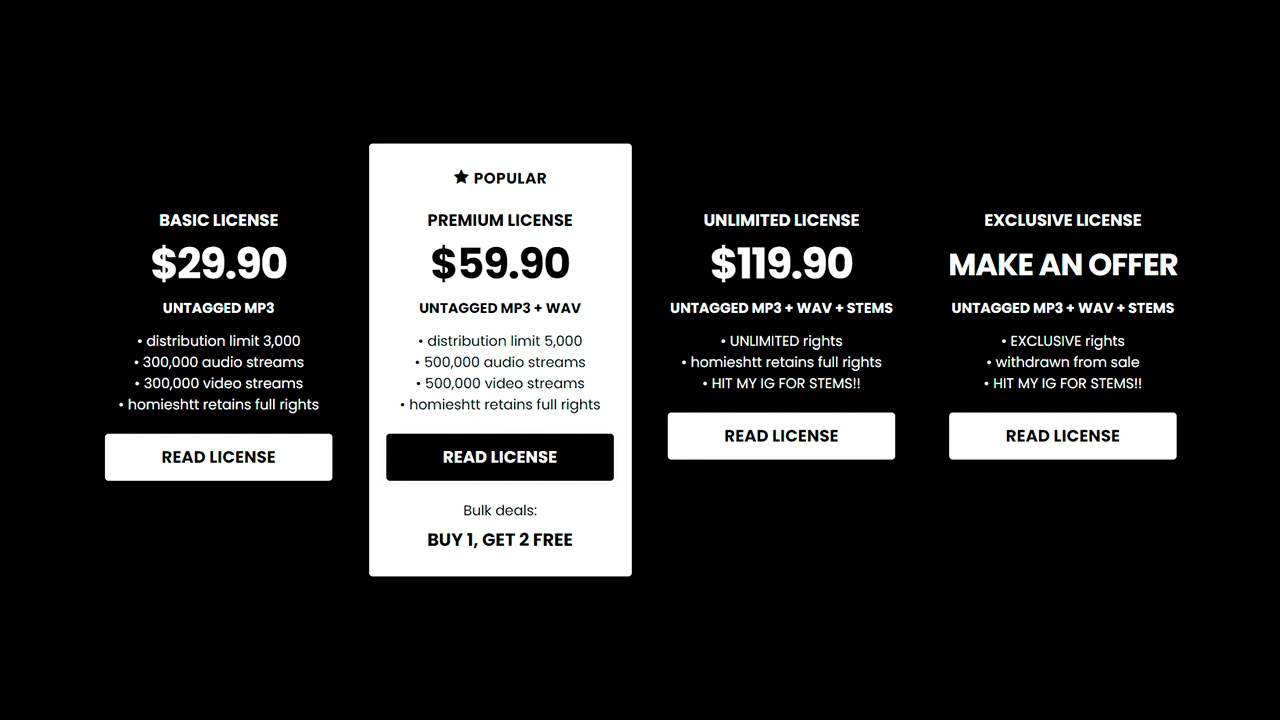 BASIC LICENSE
$29.90
UNTAGGED MP3
• distribution limit 3,000
• 300,000 audio streams
• 300,000 video streams
• homieshtt retains full rights
READ LICENSE
★ POPULAR
PREMIUM LICENSE
$59.90
UNTAGGED MP3 + WAV
• distribution limit 5,000
• 500,000 audio streams
• 500,000 video streams
• homieshtt retains full rights
READ LICENSE
Bulk deals:
BUY 1, GET 2 FREE
UNLIMITED LICENSE
$119.90
UNTAGGED MP3 + WAV + STEMS
• UNLIMITED rights
• homieshtt retains full rights
• HIT MY IG FOR STEMS!!
READ LICENSE
EXCLUSIVE LICENSE
MAKE AN OFFER
UNTAGGED MP3 + WAV + STEMS
• EXCLUSIVE rights
• withdrawn from sale
• HIT MY IG FOR STEMS!!
READ LICENSE